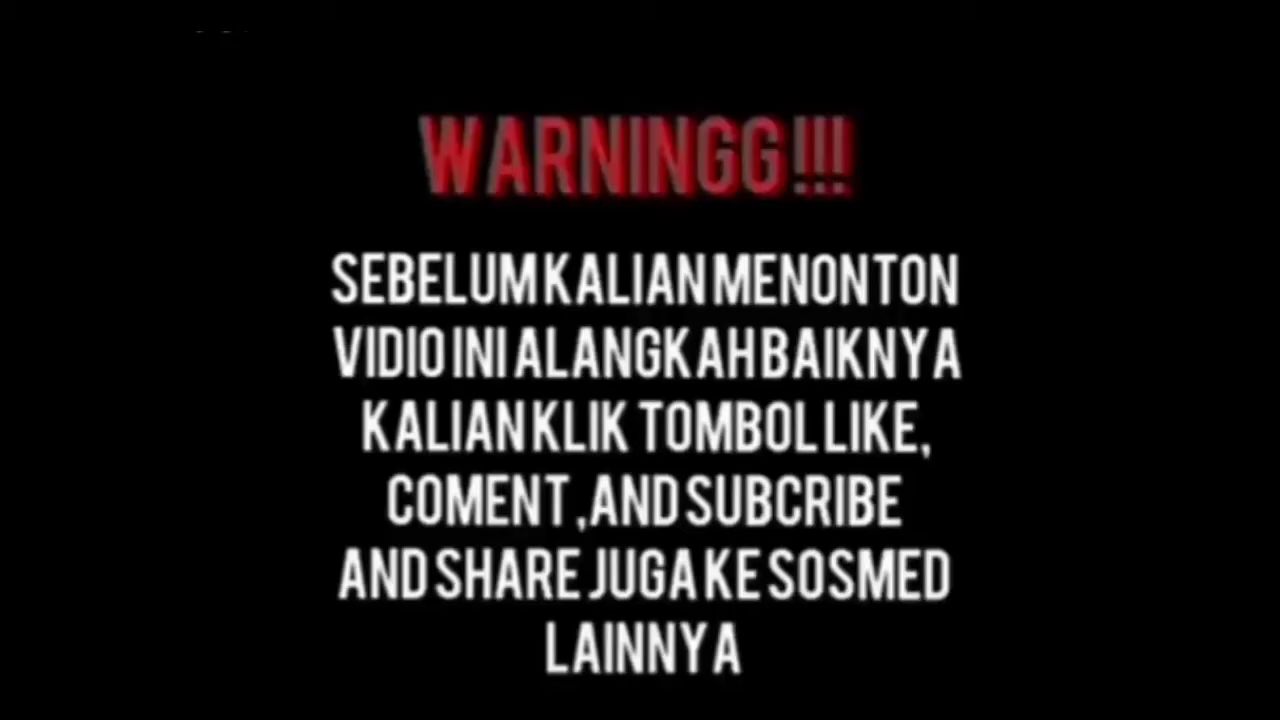 WARNINGG !!!
SEBELUM KALIAN MENONTON
VIDIO INI ALANGKAH BAIKNYA
KALIAN KLIK TOMBOL LIKE,
COMENT ,AND SUBCRIBE
AND SHARE JUGA KE SOSMED
LAINNYA